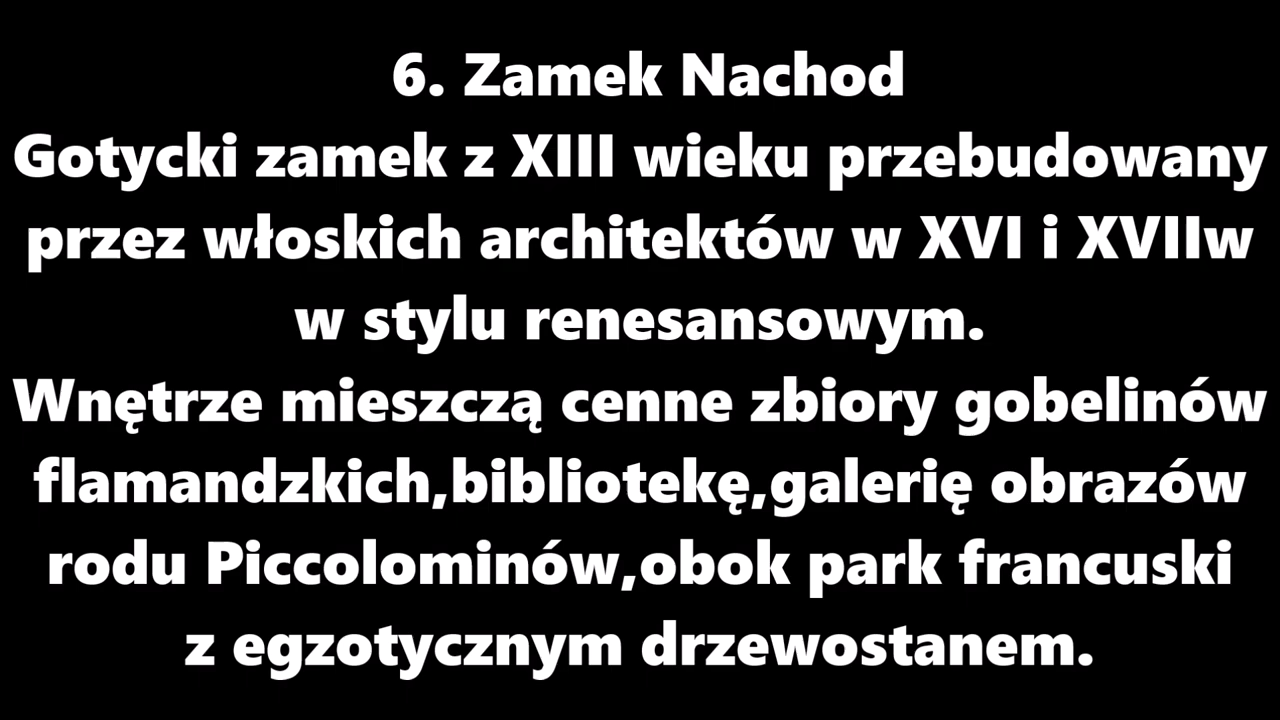 6. Zamek Nachod
Gotycki zamek z XIII wieku przebudowany
przez włoskich architektów w XVI i XVIIw
w stylu renesansowym.
Wnętrze mieszczą cenne zbiory gobelinów
flamandzkich,bibliotekę,galerię obrazów
rodu Piccolominów,obok park francuski
z egzotycznym drzewostanem.